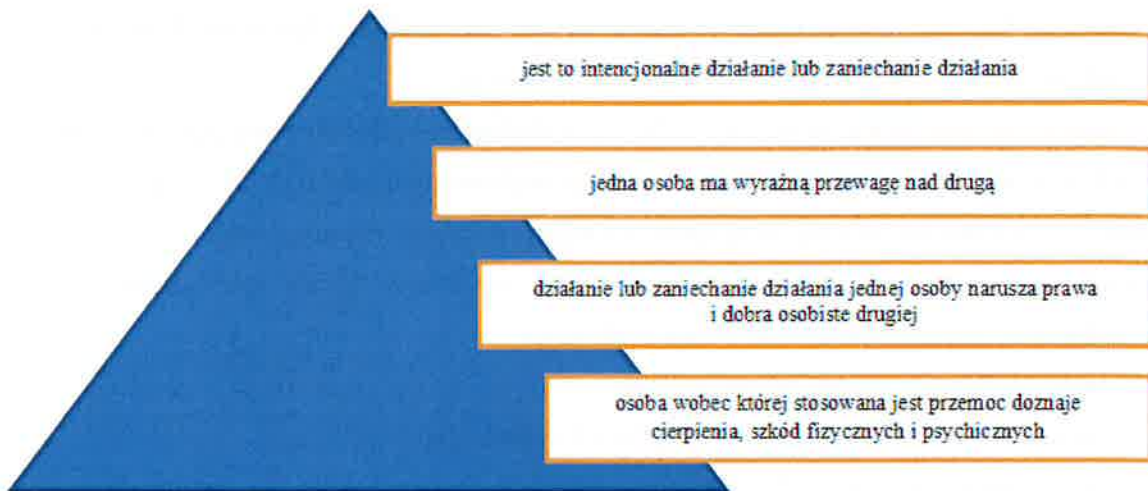 jest to intencjonalne działanie lub zaniechanie działania
jedna osoba ma wyraźną przewagę nad drugą
działanie lub zaniechanie działania jednej osoby narusza prawa
i dobra osobiste drugiej
osoba wobec której stosowana jest przemoc doznaje
cierpienia, szkód fizycznych i psychicznych